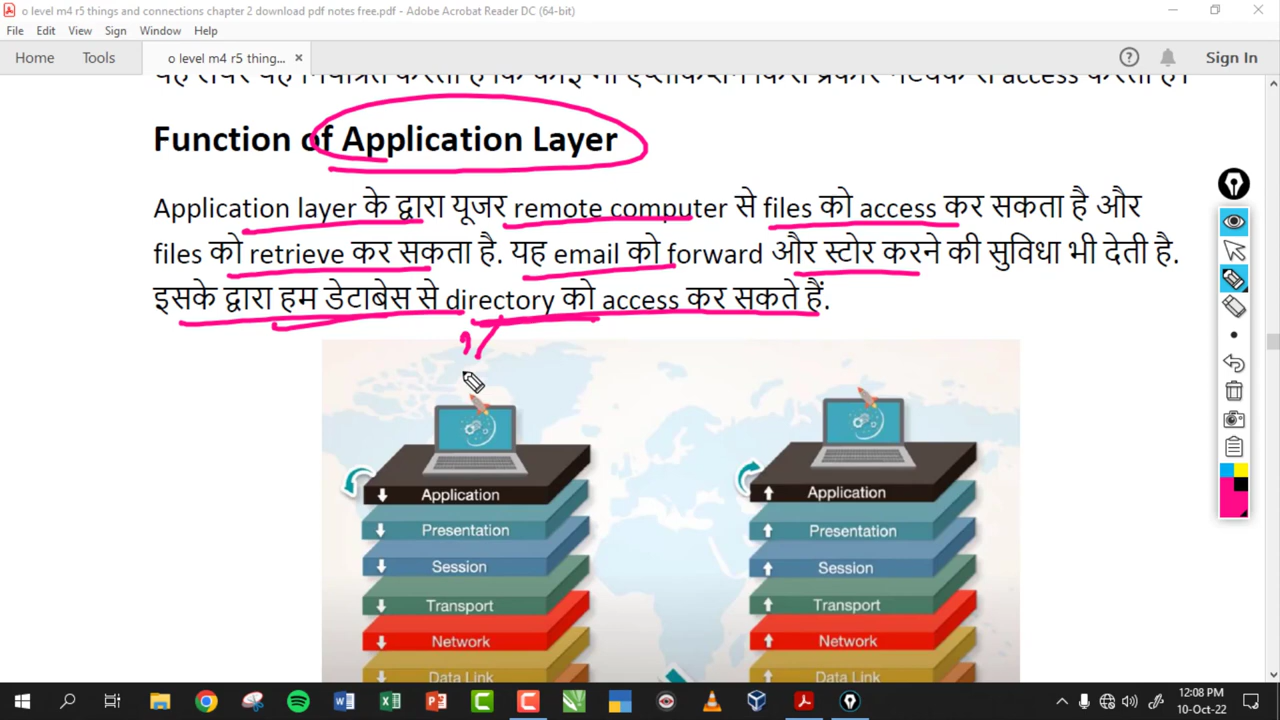 o level m4 r5 things and connections chapter 2 download pdf notes free.pdf - Adobe Acrobat Reader DC (64-bit)
File Edit View Sign Window Help
Home Tools o level m4 r5 thing... × Sign In
Function of Application Layer
Application layer के द्वारा यूजर remote computer से files को access कर सकता है और
files को retrieve कर सकता है. यह email को forward और स्टोर करने की सुविधा भी देती है.
इसके द्वारा हम डेटाबेस से directory को access कर सकते हैं.
Application Application
Presentation Presentation
Session Session
Transport Transport
Network Network
Data Link Data Link
12:08 PM
10-Oct-22